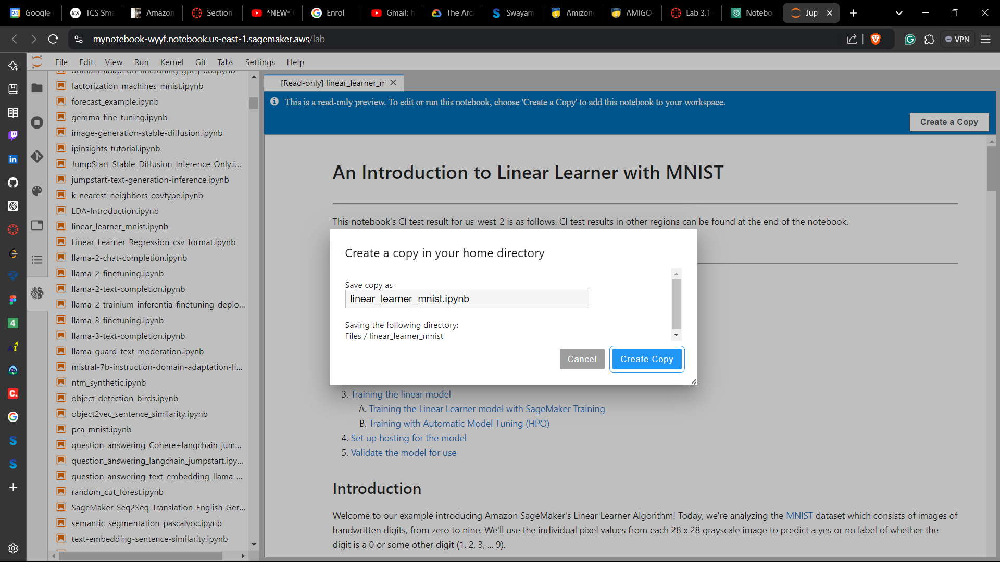 24 Google
tcs TCS Sma
Amazon
Section
*NEW*
Enrol
Gmail: h
The Arc
Swayam
Amizon
AMIGO-
Lab 3.1
Notebo
Jup
mynotebook-wyyf.notebook.us-east-1.sagemaker.aws/lab
VPN
File Edit View Run Kernel Git Tabs Settings Help
domain-adaption-finetuning-gpt-j-6b.ipynb
factorization_machines_mnist.ipynb
forecast_example.ipynb
gemma-fine-tuning.ipynb
image-generation-stable-diffusion.ipynb
ipinsights-tutorial.ipynb
JumpStart_Stable_Diffusion_Inference_Only.i...
jumpstart-text-generation-inference.ipynb
k_nearest_neighbors_covtype.ipynb
LDA-Introduction.ipynb
linear_learner_mnist.ipynb
Linear_Learner_Regression_csv_format.ipynb
llama-2-chat-completion.ipynb
llama-2-finetuning.ipynb
llama-2-text-completion.ipynb
llama-2-trainium-inferentia-finetuning-deplo...
llama-3-finetuning.ipynb
llama-3-text-completion.ipynb
llama-guard-text-moderation.ipynb
mistral-7b-instruction-domain-adaptation-fi...
ntm_synthetic.ipynb
object_detection_birds.ipynb
object2vec_sentence_similarity.ipynb
pca_mnist.ipynb
question_answering_Cohere+langchain_jum...
question_answering_langchain_jumpstart.ipy...
question_answering_text_embedding_llama-...
random_cut_forest.ipynb
SageMaker-Seq2Seq-Translation-English-Ger...
semantic_segmentation_pascalvoc.ipynb
text-embedding-sentence-similarity.ipynb
[Read-only] linear_learner_m
This is a read-only preview. To edit or run this notebook, choose 'Create a Copy' to add this notebook to your workspace.
Create a Copy
An Introduction to Linear Learner with MNIST
This notebook's CI test result for us-west-2 is as follows. CI test results in other regions can be found at the end of the notebook.
Create a copy in your home directory
Save copy as
linear_learner_mnist.ipynb
Saving the following directory:
Files / linear_learner_mnist
Cancel
Create Copy
3. Training the linear model
A. Training the Linear Learner model with SageMaker Training
B. Training with Automatic Model Tuning (HPO)
4. Set up hosting for the model
5. Validate the model for use
Introduction
Welcome to our example introducing Amazon SageMaker's Linear Learner Algorithm! Today, we're analyzing the MNIST dataset which consists of images of
handwritten digits, from zero to nine. We'll use the individual pixel values from each 28 x 28 grayscale image to predict a yes or no label of whether the
digit is a 0 or some other digit (1, 2, 3, ... 9).